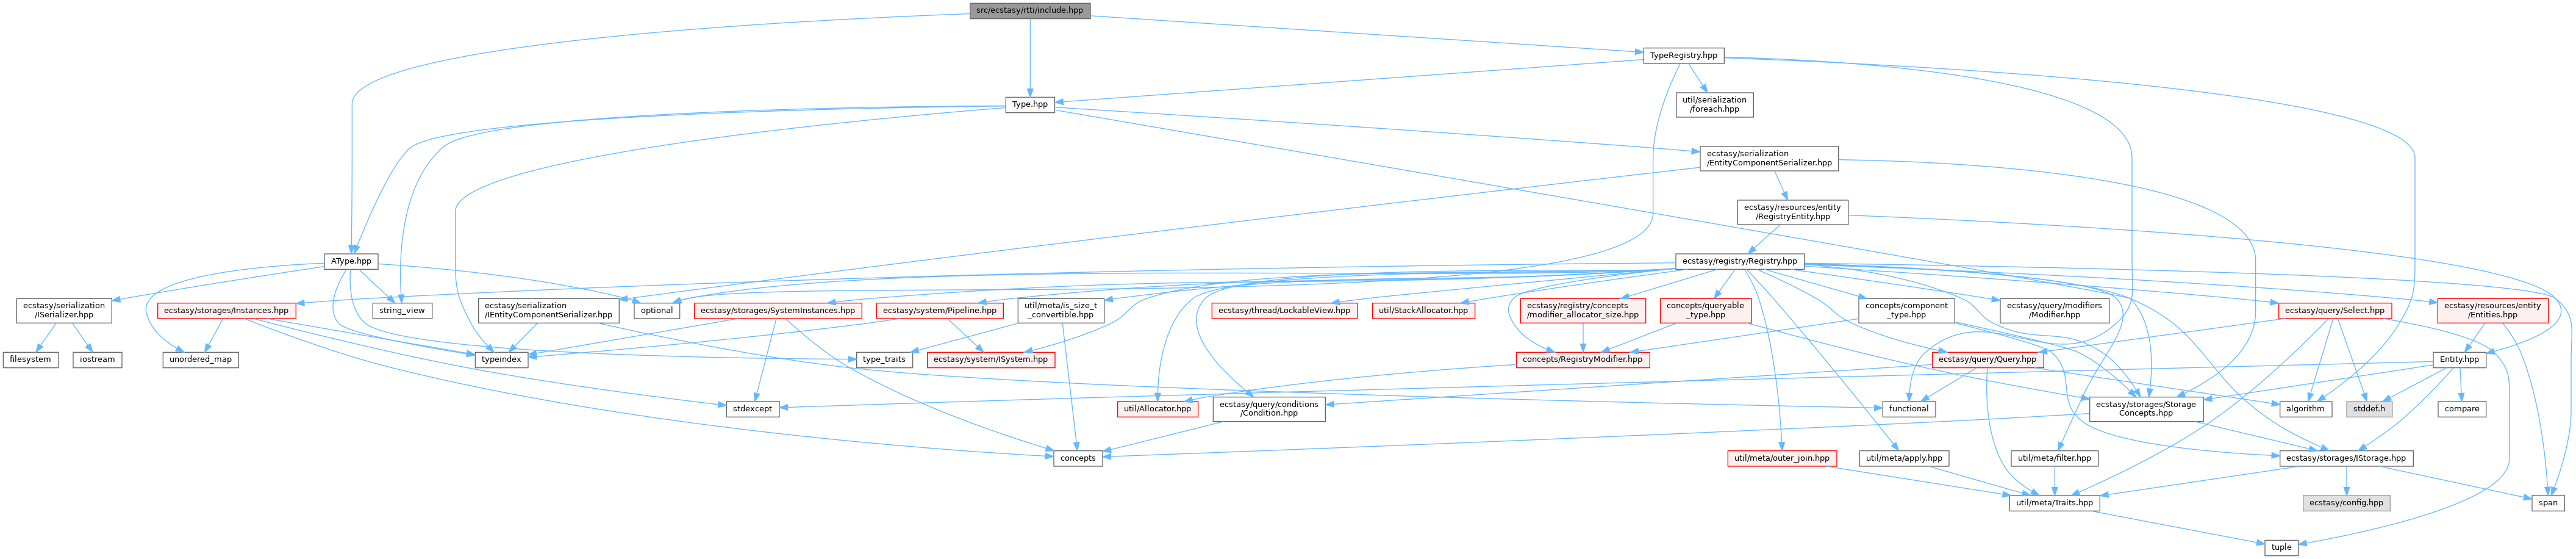 src/ecstasy/rtti/include.hpp
TypeRegistry.hpp
Type.hpp
util/serialization
/foreach.hpp
ecstasy/serialization
/EntityComponentSerializer.hpp
ecstasy/resources/entity
/RegistryEntity.hpp
AType.hpp
ecstasy/registry/Registry.hpp
ecstasy/serialization
/ISerializer.hpp
ecstasy/storages/Instances.hpp
string_view
ecstasy/serialization
/IEntityComponentSerializer.hpp
optional
ecstasy/storages/SystemInstances.hpp
ecstasy/system/Pipeline.hpp
util/meta/is_size_t
_convertible.hpp
ecstasy/thread/LockableView.hpp
util/StackAllocator.hpp
ecstasy/registry/concepts
/modifier_allocator_size.hpp
concepts/queryable
_type.hpp
concepts/component
_type.hpp
ecstasy/query/modifiers
/Modifier.hpp
ecstasy/query/Select.hpp
ecstasy/resources/entity
/Entities.hpp
filesystem
iostream
unordered_map
typeindex
type_traits
ecstasy/system/ISystem.hpp
concepts/RegistryModifier.hpp
ecstasy/query/Query.hpp
Entity.hpp
stdexcept
util/Allocator.hpp
ecstasy/query/conditions
/Condition.hpp
functional
ecstasy/storages/Storage
Concepts.hpp
algorithm
stddef.h
compare
concepts
util/meta/outer_join.hpp
util/meta/apply.hpp
util/meta/filter.hpp
ecstasy/storages/IStorage.hpp
util/meta/Traits.hpp
ecstasy/config.hpp
span
tuple